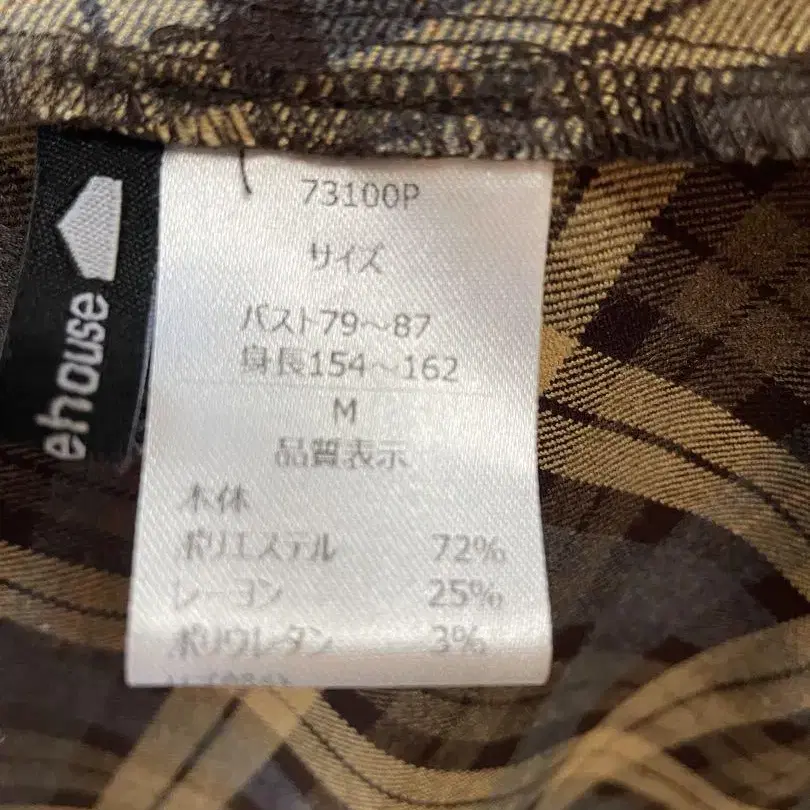 73100P
サイズ
バスト79～87
身長154～162
M
品質表示
本体
ポリエステル 72%
レーヨン 25%
ポリウレタン 3%
ehouse